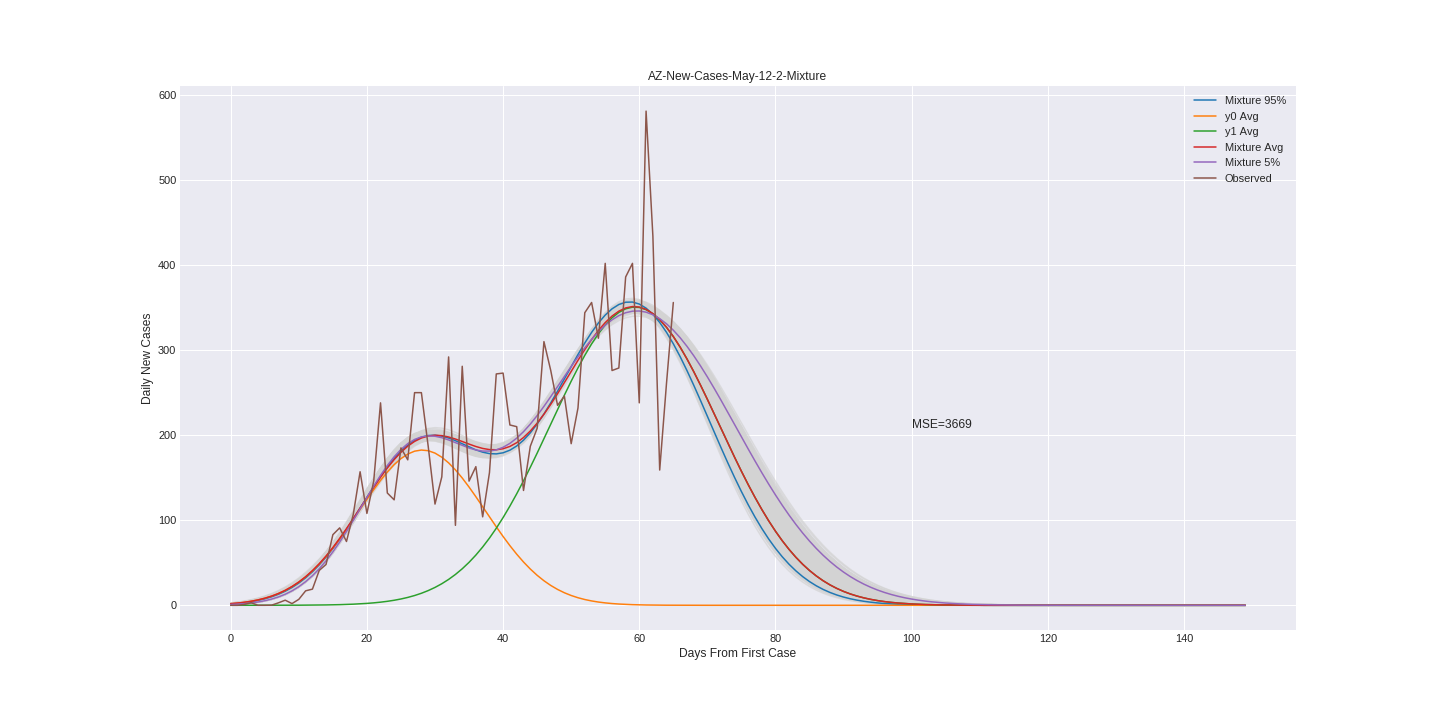 AZ-New-Cases-May-12-2-Mixture
600
500
400
300
200
100
0
Daily New Cases
Mixture 95%
y0 Avg
y1 Avg
Mixture Avg
Mixture 5%
Observed
MSE=3669
0 20 40 60 80 100 120 140
Days From First Case